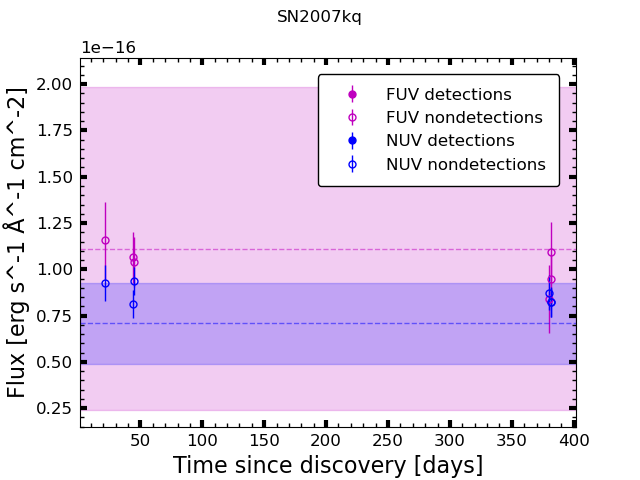 SN2007kq
1e−16
2.00
1.75
1.50
1.25
1.00
0.75
0.50
0.25
Flux [erg s^-1 Å^-1 cm^-2]
FUV detections
FUV nondetections
NUV detections
NUV nondetections
50 100 150 200 250 300 350 400
Time since discovery [days]